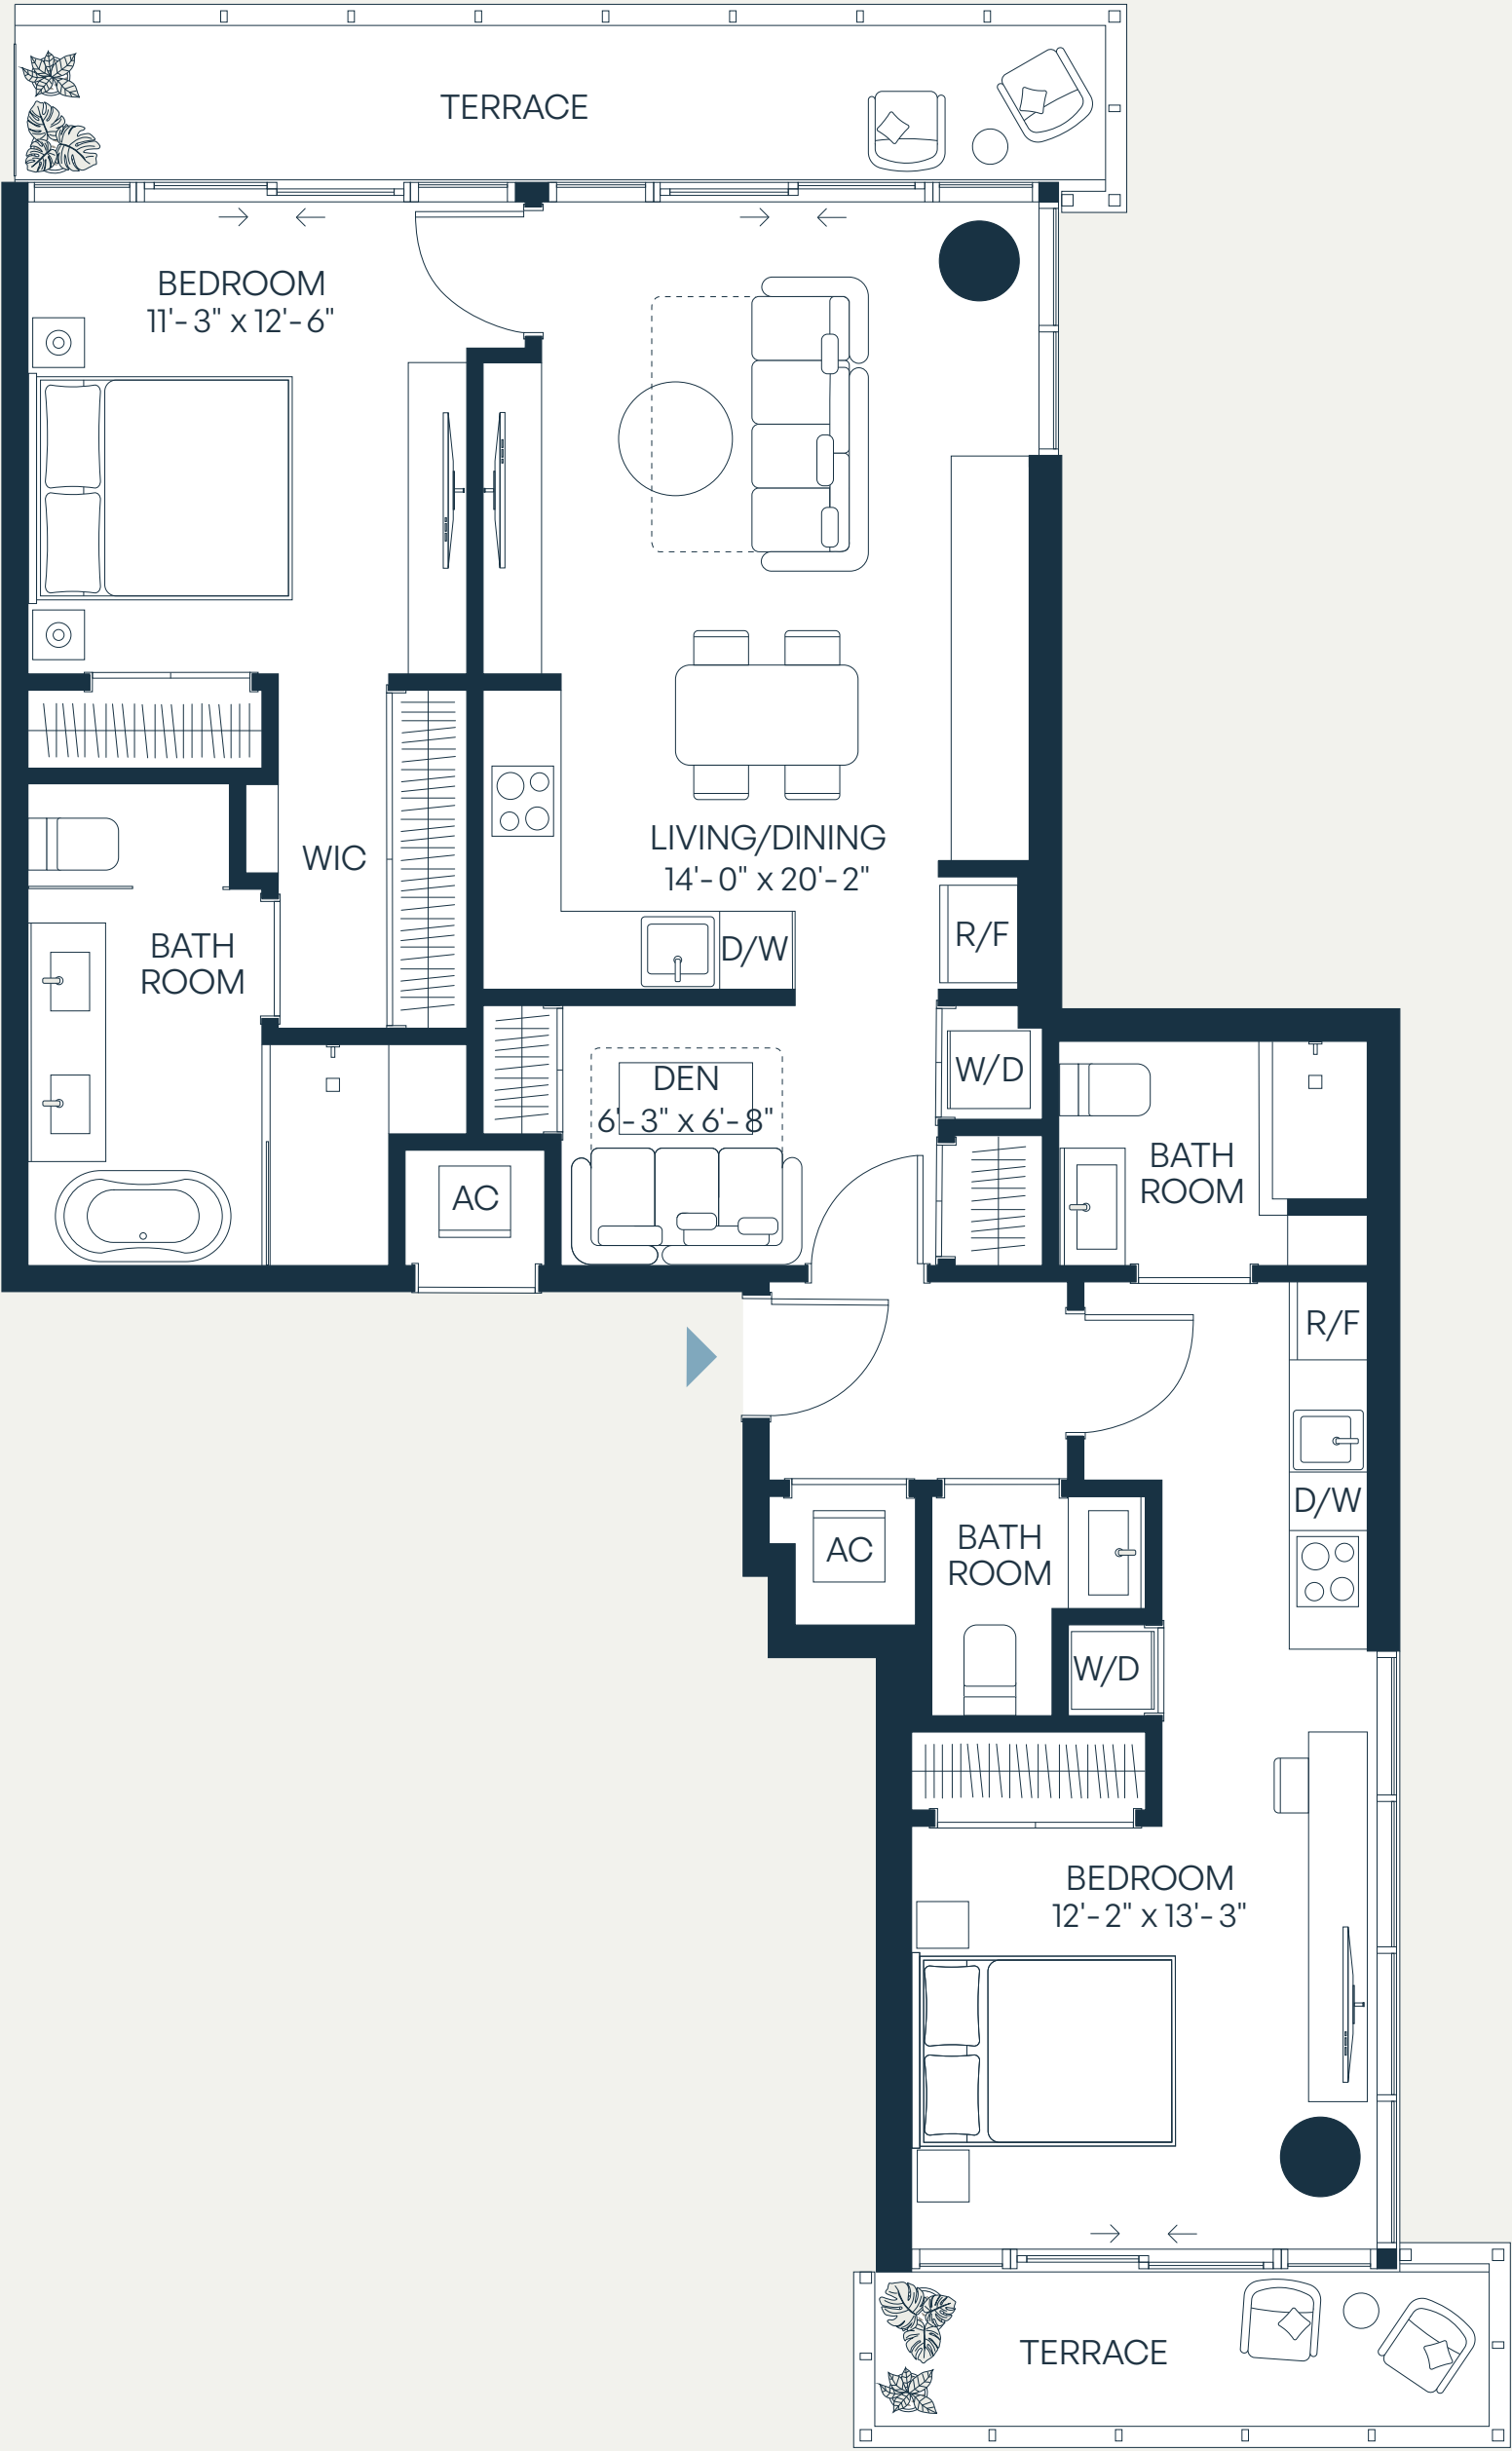 TERRACE
BEDROOM
11'-3" x 12'-6"
LIVING/DINING
14'-0" x 20'-2"
WIC
R/F
BATH
ROOM
D/W
DEN
6'-3" x 6'-8"
W/D
BATH
ROOM
AC
R/F
D/W
AC
BATH
ROOM
W/D
BEDROOM
12'-2" x 13'-3"
TERRACE